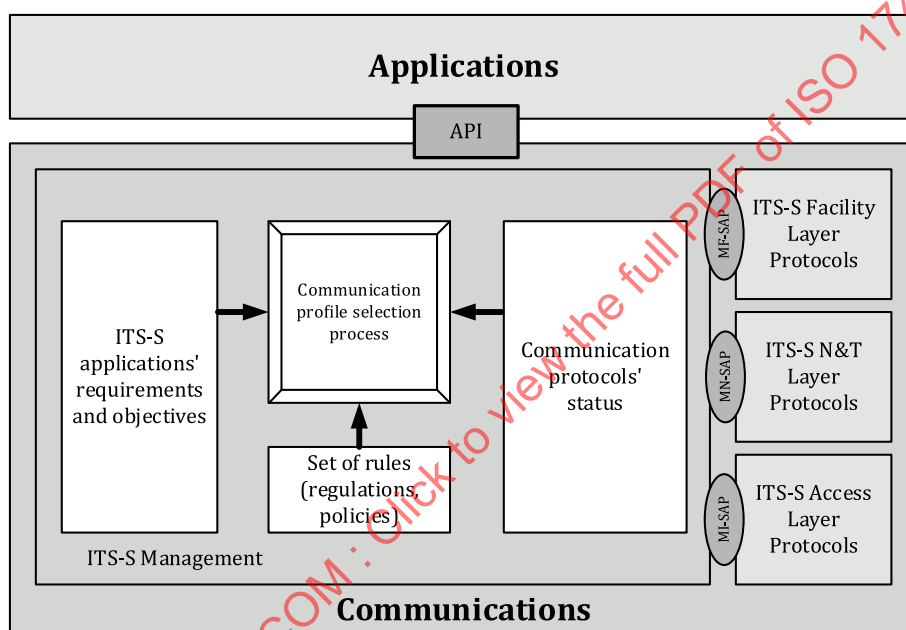 Applications
API
ITS-S
applications'
requirements
and objectives
Communication
profile selection
process
Set of rules
(regulations,
policies)
Communication
protocols'
status
ITS-S Management
MF-SAP
ITS-S Facility
Layer
Protocols
MN-SAP
ITS-S N&T
Layer
Protocols
MI-SAP
ITS-S Access
Layer
Protocols
Communications
COM : Click to view the full PDF of ISO 174